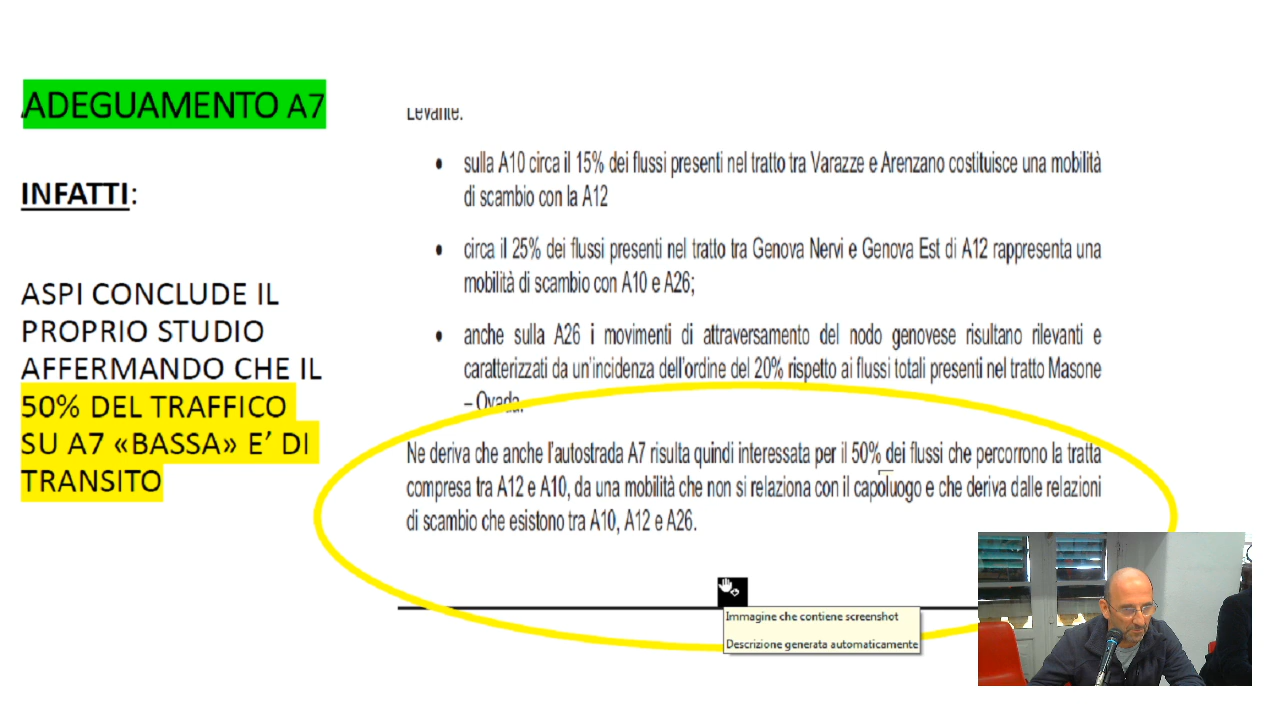 ADEGUAMENTO A7
INFATTI:
ASPI CONCLUDE IL
PROPRIO STUDIO
AFFERMANDO CHE IL
50% DEL TRAFFICO
SU A7 «BASSA» E’ DI
TRANSITO
Levante.
• sulla A10 circa il 15% dei flussi presenti nel tratto tra Varazze e Arenzano costituisce una mobilità
di scambio con la A12
• circa il 25% dei flussi presenti nel tratto tra Genova Nervi e Genova Est di A12 rappresenta una
mobilità di scambio con A10 e A26;
• anche sulla A26 i movimenti di attraversamento del nodo genovese risultano rilevanti e
caratterizzati da un’incidenza dell’ordine del 20% rispetto ai flussi totali presenti nel tratto Masone
– Ovada.
Ne deriva che anche l’autostrada A7 risulta quindi interessata per il 50% dei flussi che percorrono la tratta
compresa tra A12 e A10, da una mobilità che non si relaziona con il capoluogo e che deriva dalle relazioni
di scambio che esistono tra A10, A12 e A26.
Immagine che contiene screenshot
Descrizione generata automaticamente